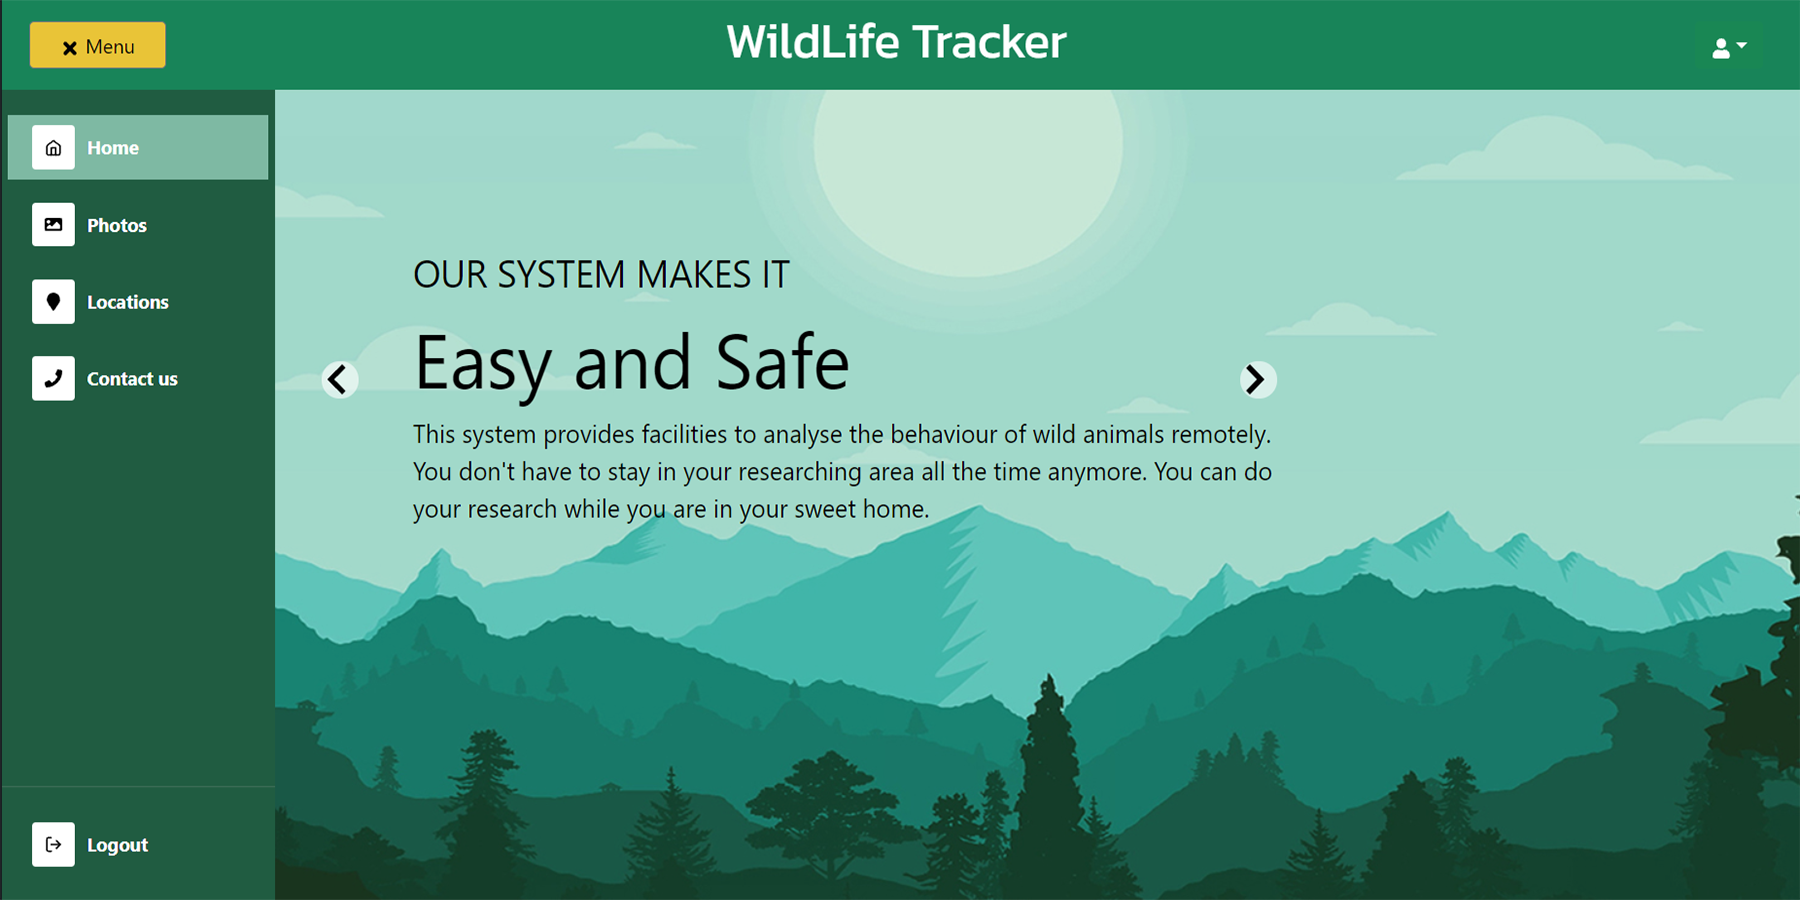 Menu
WildLife Tracker
Home
Photos
Locations
Contact us
Logout
OUR SYSTEM MAKES IT
Easy and Safe
This system provides facilities to analyse the behaviour of wild animals remotely.
You don't have to stay in your researching area all the time anymore. You can do
your research while you are in your sweet home.